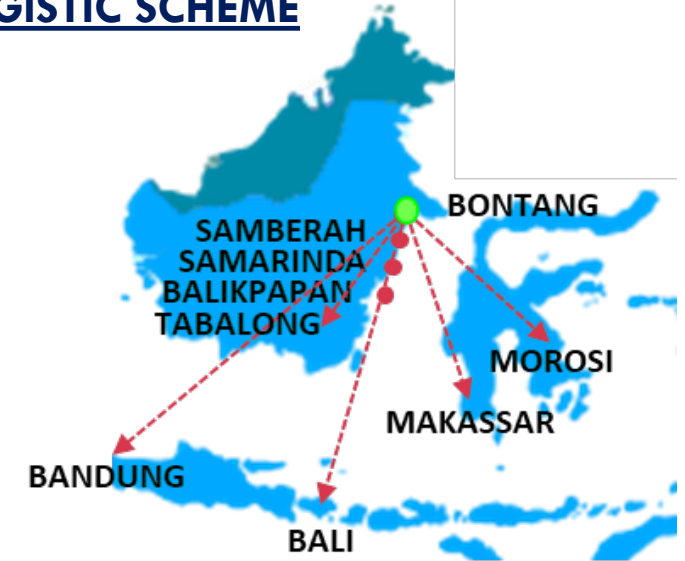 GISTIC SCHEME
BONTANG
SAMBERAH
SAMARINDA
BALIKPAPAN
TABALONG
MOROSI
MAKASSAR
BANDUNG
BALI